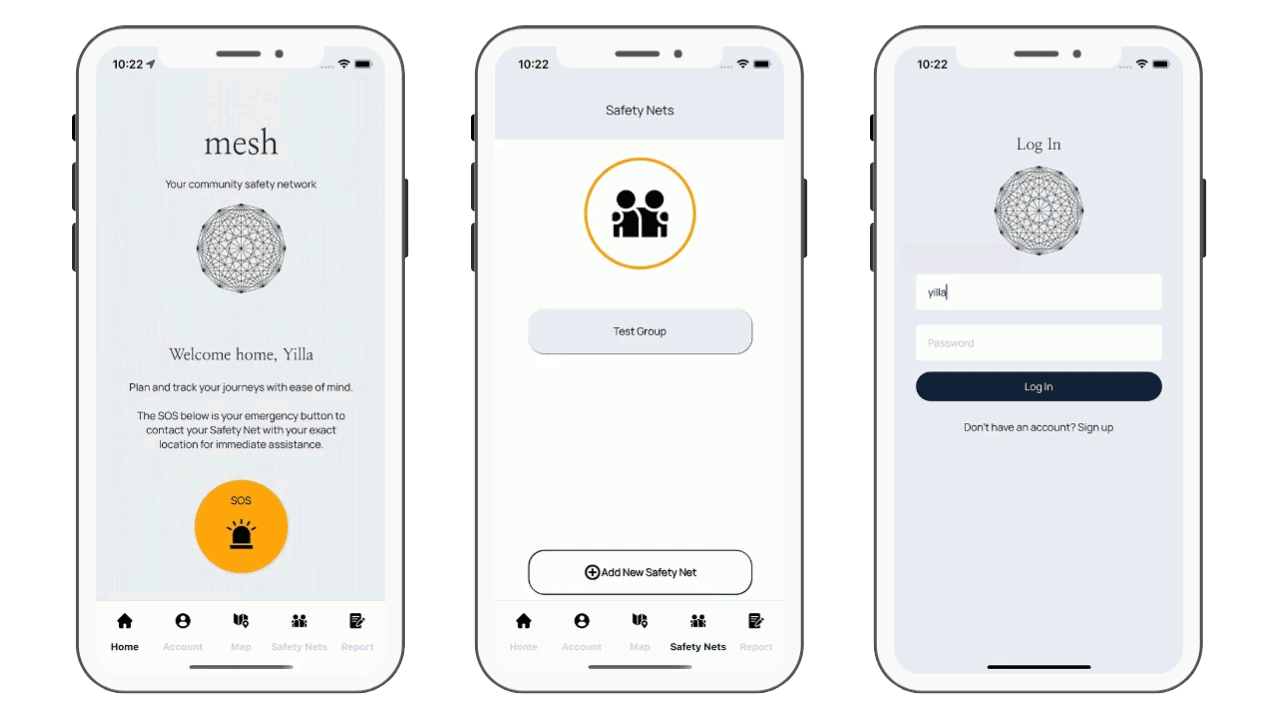 10:22
mesh
Your community safety network
Welcome home, Yilla
Plan and track your journeys with ease of mind.
The SOS below is your emergency button to
contact your Safety Net with your exact
location for immediate assistance.
SOS
Home Account Map Safety Nets Report
10:22
Safety Nets
Test Group
Add New Safety Net
Home Account Map Safety Nets Report
10:22
Log In
yilla
Password
Log In
Don't have an account? Sign up